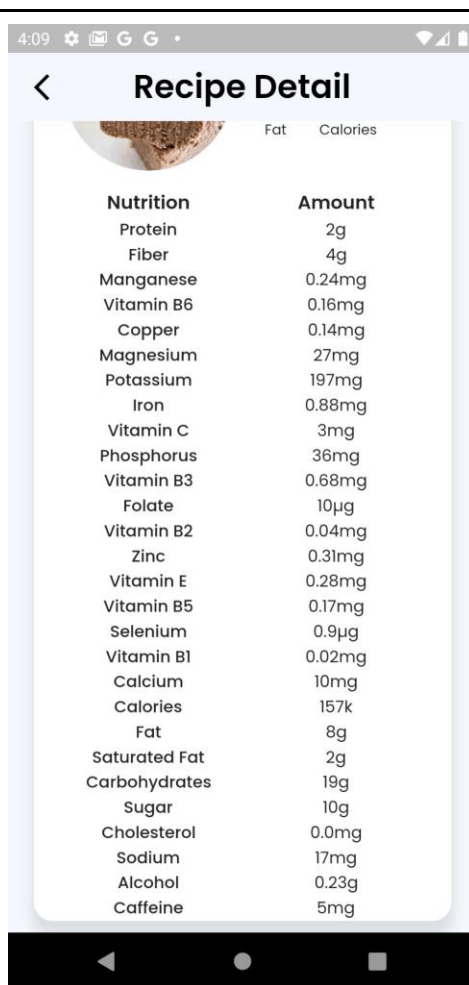 4:09 G G
Recipe Detail
Fat Calories
Nutrition Amount
Protein 2g
Fiber 4g
Manganese 0.24mg
Vitamin B6 0.16mg
Copper 0.14mg
Magnesium 27mg
Potassium 197mg
Iron 0.88mg
Vitamin C 3mg
Phosphorus 36mg
Vitamin B3 0.68mg
Folate 10µg
Vitamin B2 0.04mg
Zinc 0.31mg
Vitamin E 0.28mg
Vitamin B5 0.17mg
Selenium 0.9µg
Vitamin B1 0.02mg
Calcium 10mg
Calories 157k
Fat 8g
Saturated Fat 2g
Carbohydrates 19g
Sugar 10g
Cholesterol 0.0mg
Sodium 17mg
Alcohol 0.23g
Caffeine 5mg